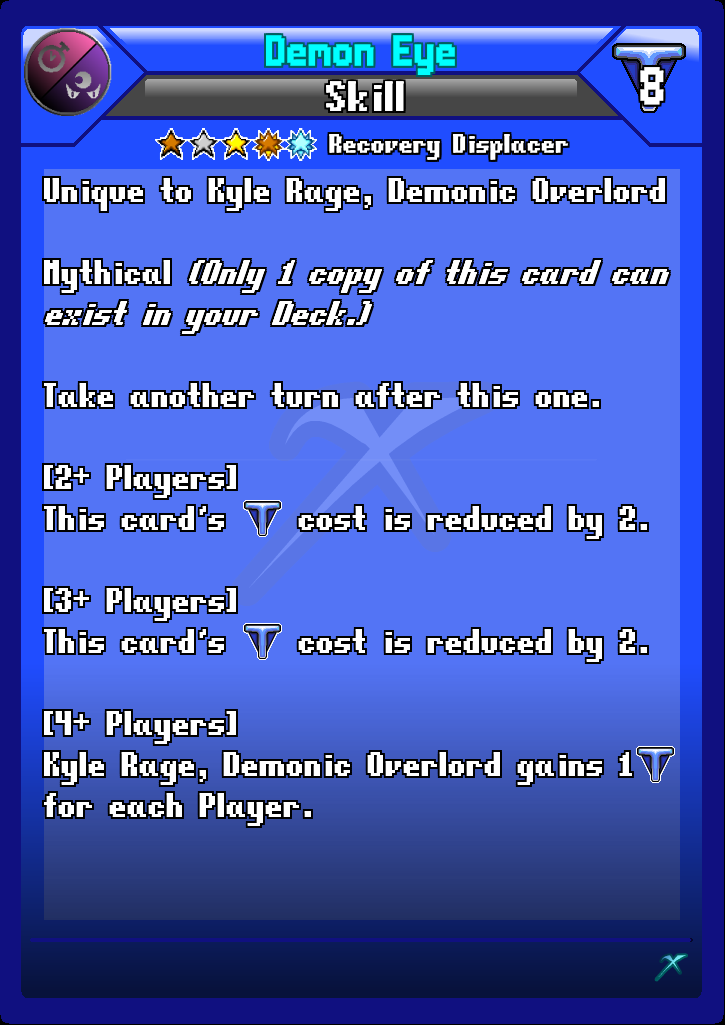 Demon Eye
Skill
8
Recovery Displacer
Unique to Kyle Rage, Demonic Overlord
Mythical (Only 1 copy of this card can
exist in your Deck.)
Take another turn after this one.
[2+ Players]
This card's T cost is reduced by 2.
[3+ Players]
This card's T cost is reduced by 2.
[4+ Players]
Kyle Rage, Demonic Overlord gains 1T
for each Player.